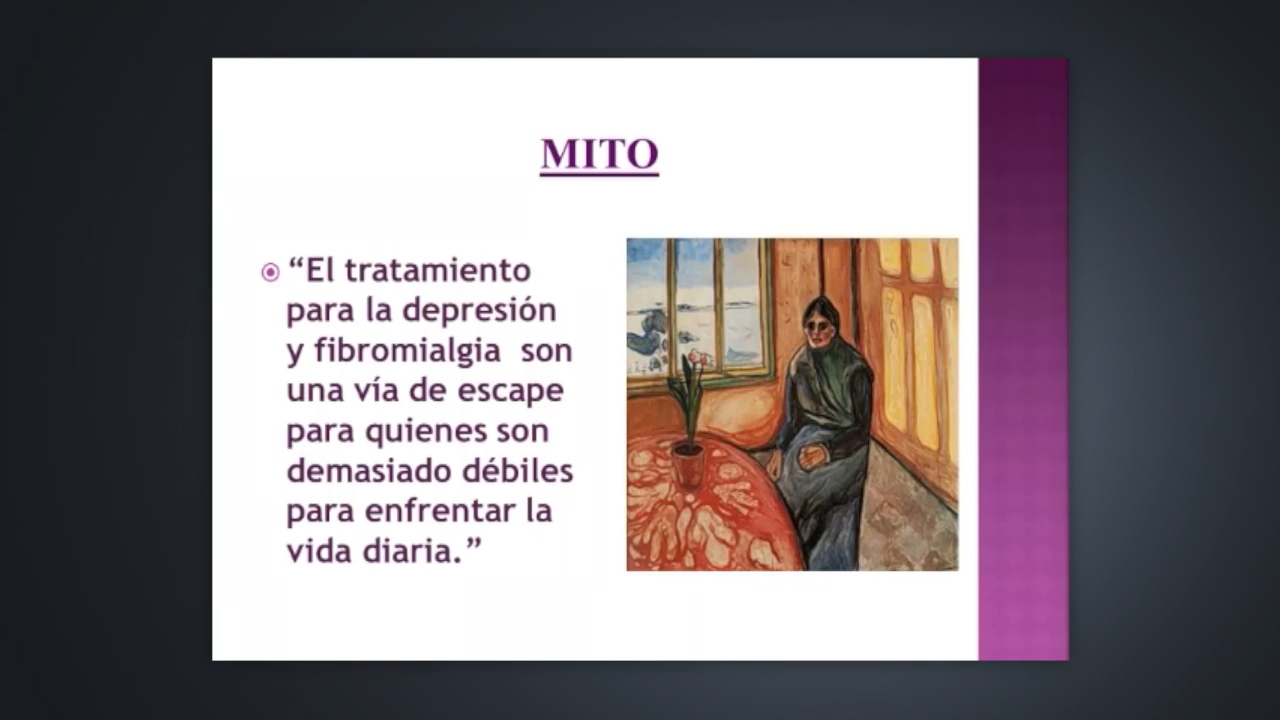 MITO
“El tratamiento
para la depresión
y fibromialgia  son
una vía de escape
para quienes son
demasiado débiles
para enfrentar la
vida diaria.”